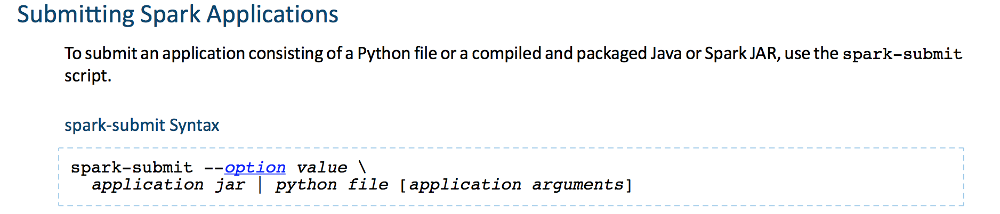 Submitting Spark Applications
To submit an application consisting of a Python file or a compiled and packaged Java or Spark JAR, use the spark-submit
script.
spark-submit Syntax
spark-submit --option value \
application jar | python file [application arguments]